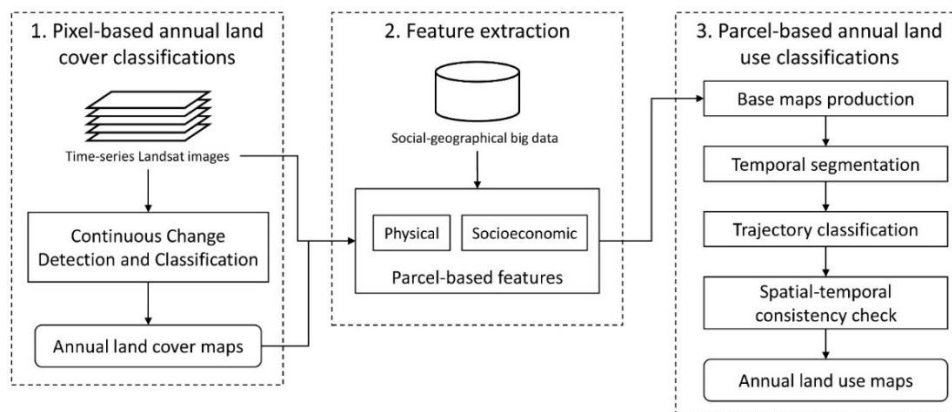 1. Pixel-based annual land
cover classifications
Time-series Landsat images
Continuous Change
Detection and Classification
Annual land cover maps
2. Feature extraction
Social-geographical big data
Physical
Socioeconomic
Parcel-based features
3. Parcel-based annual land
use classifications
Base maps production
Temporal segmentation
Trajectory classification
Spatial-temporal
consistency check
Annual land use maps